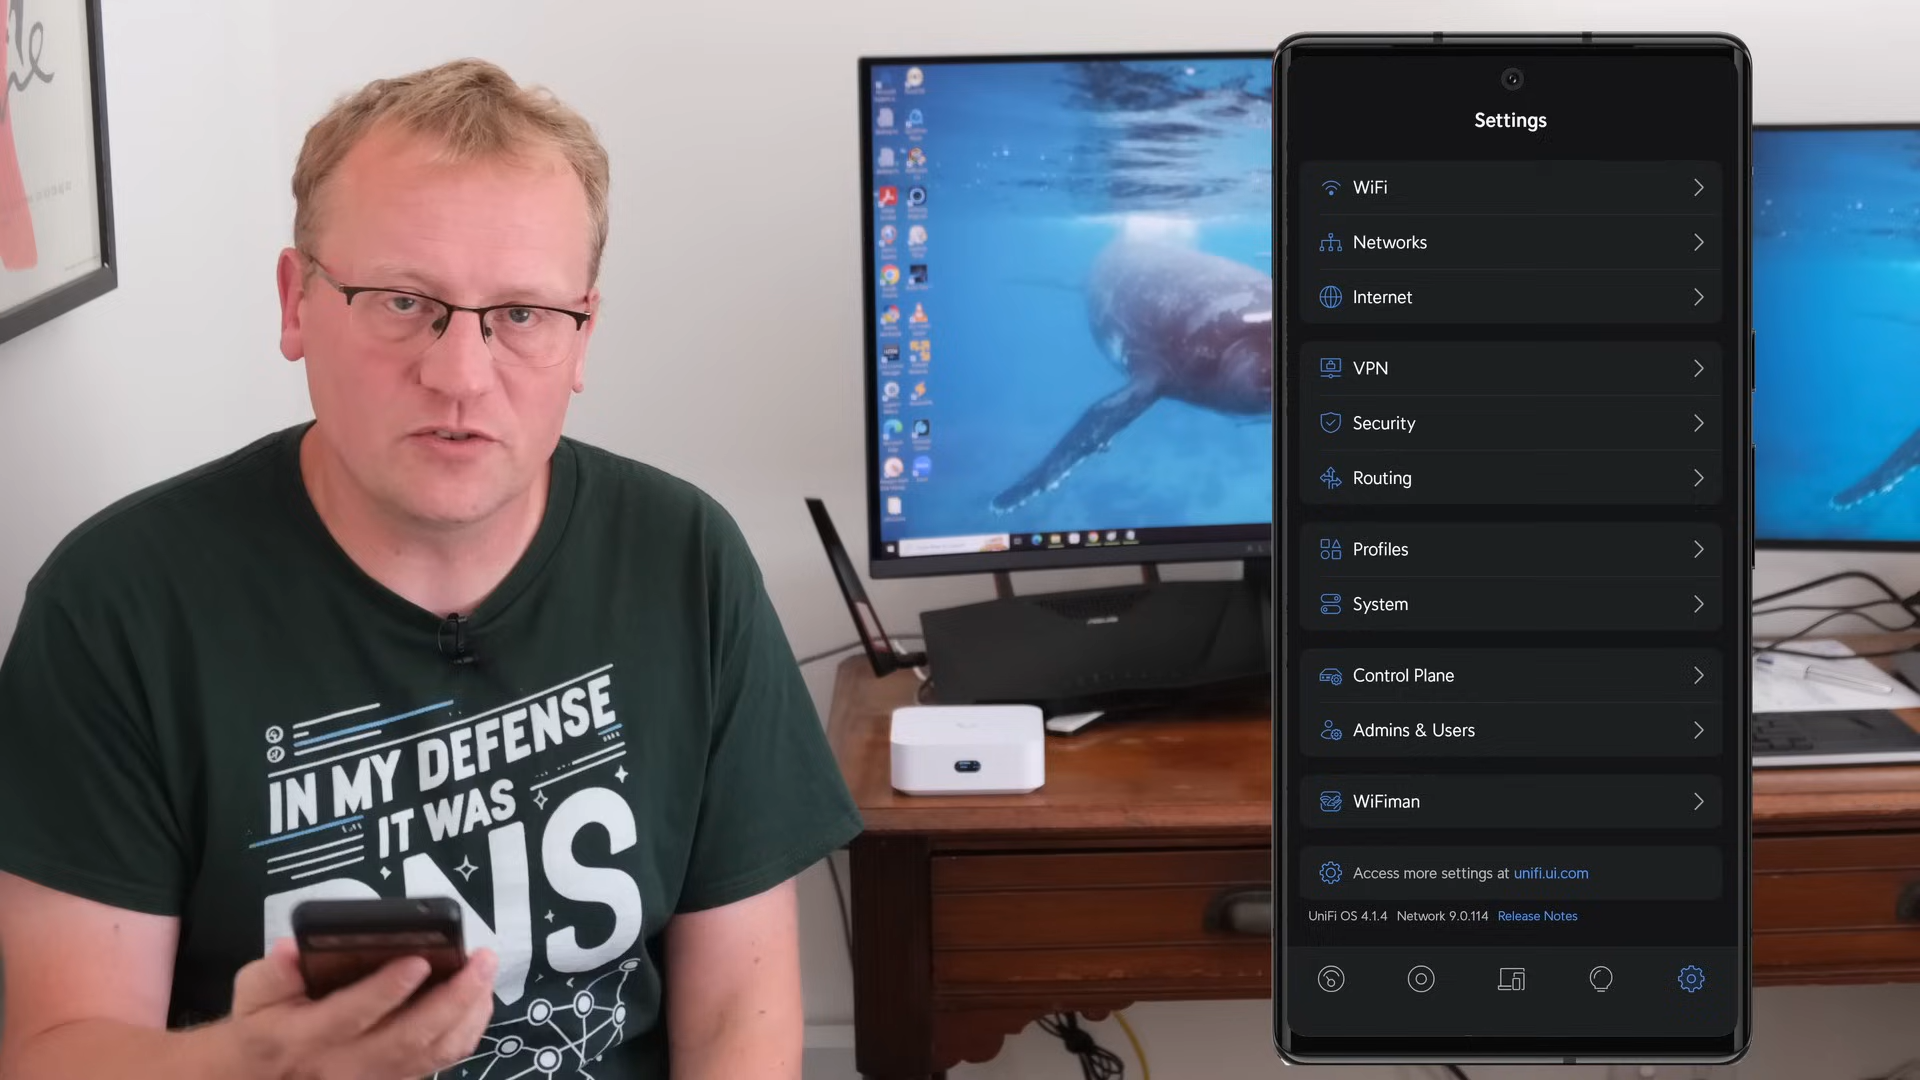 IN MY DEFENSE
IT WAS
DNS
ASUS
Settings
WiFi
Networks
Internet
VPN
Security
Routing
Profiles
System
Control Plane
Admins & Users
WiFiman
Access more settings at unifi.ui.com
UniFi OS 4.1.4 Network 9.0.114 Release Notes